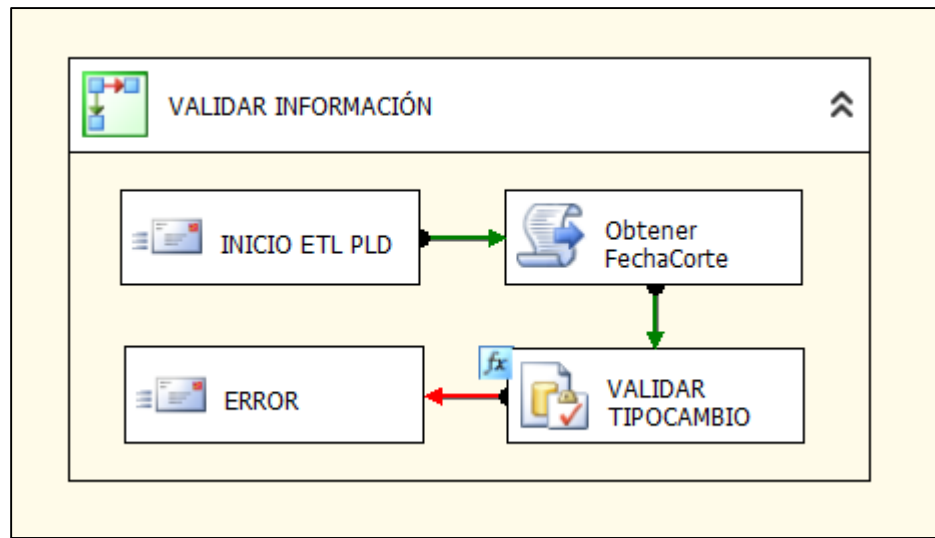 VALIDAR INFORMACIÓN
INICIO ETL PLD
Obtener
FechaCorte
ERROR
fx
VALIDAR
TIPOCAMBIO